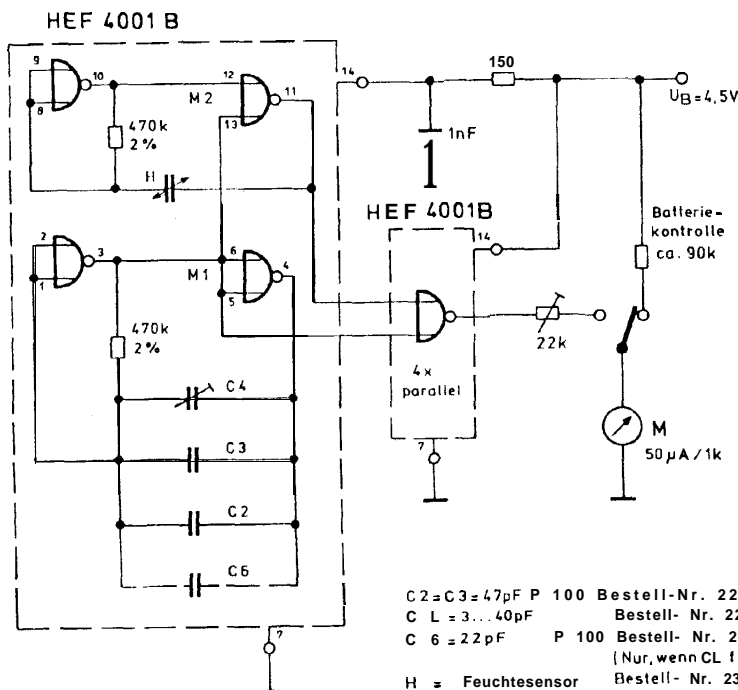 HEF 4001 B
9
8
10
12
13
11
M2
470k
2%
H
14
150
UB=4,5V
1nF
HEF 4001B
14
Batterie-
kontrolle
ca. 90k
2
1
3
6
5
4
M1
470k
2%
22k
4x
parallel
7
M
50µA/1k
C4
C3
C2
C6
7
C2=C3=47pF P 100 Bestell-Nr. 22
C L = 3...40pF Bestell- Nr. 22
C 6 = 22pF P 100 Bestell- Nr. 2
(Nur, wenn CL f
H = Feuchtesensor Bestell- Nr. 23